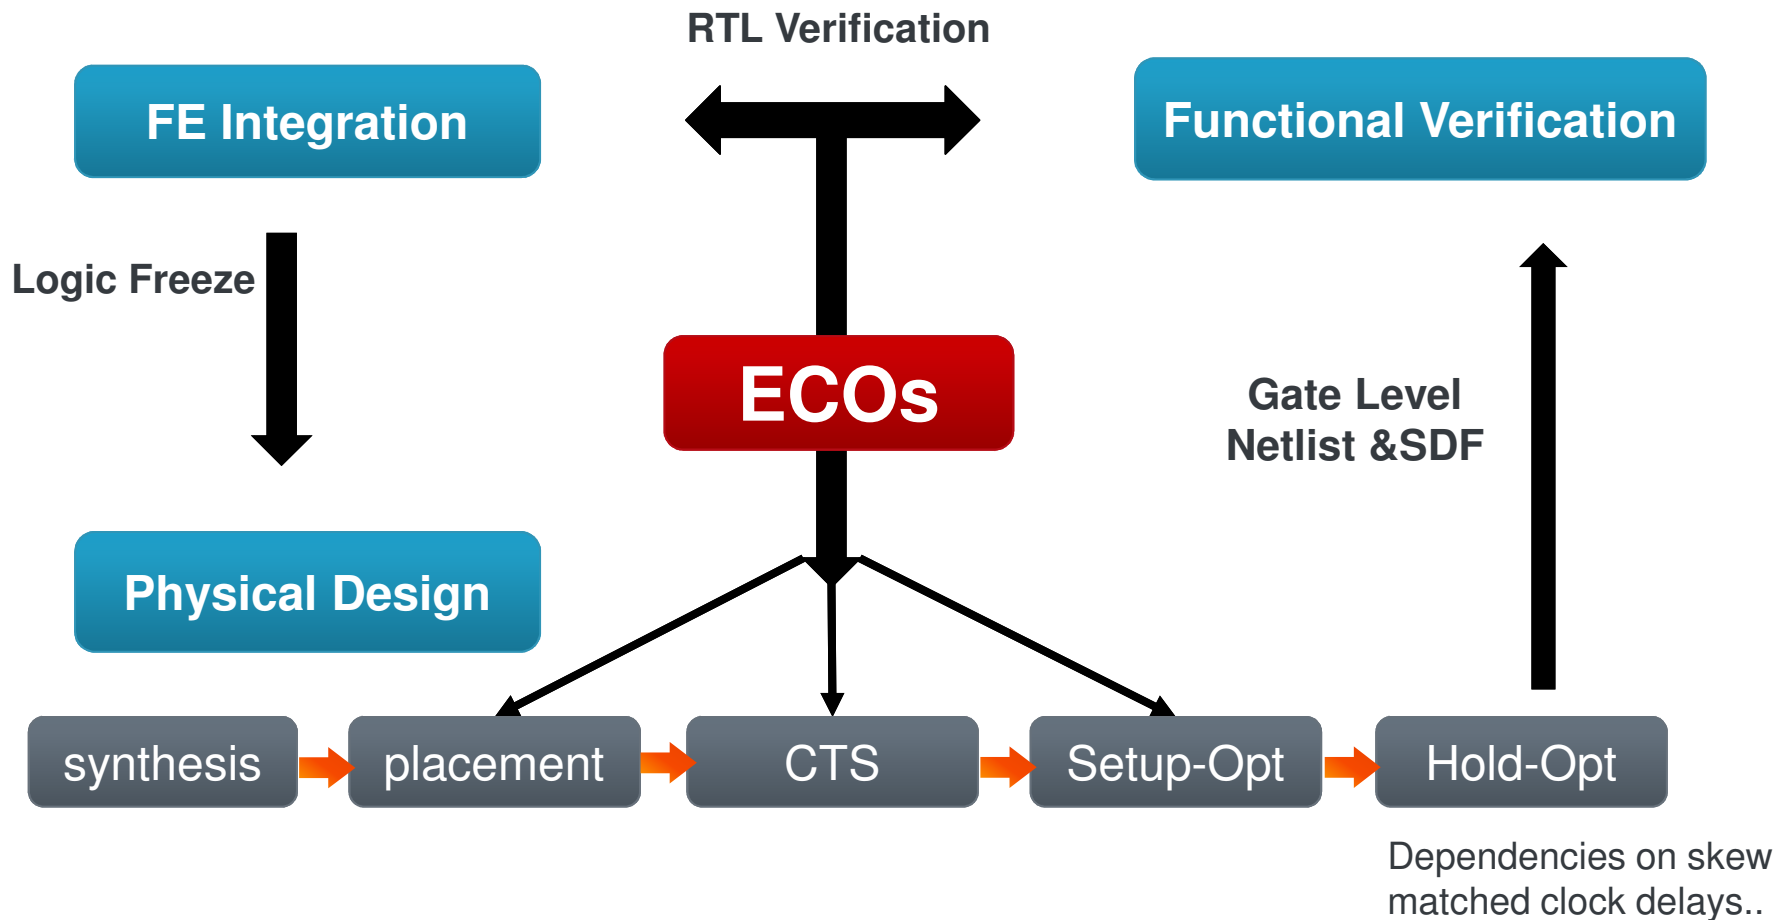 RTL Verification
FE Integration
Functional Verification
Logic Freeze
ECOs
Gate Level
Netlist &SDF
Physical Design
synthesis
placement
CTS
Setup-Opt
Hold-Opt
Dependencies on skew
matched clock delays..